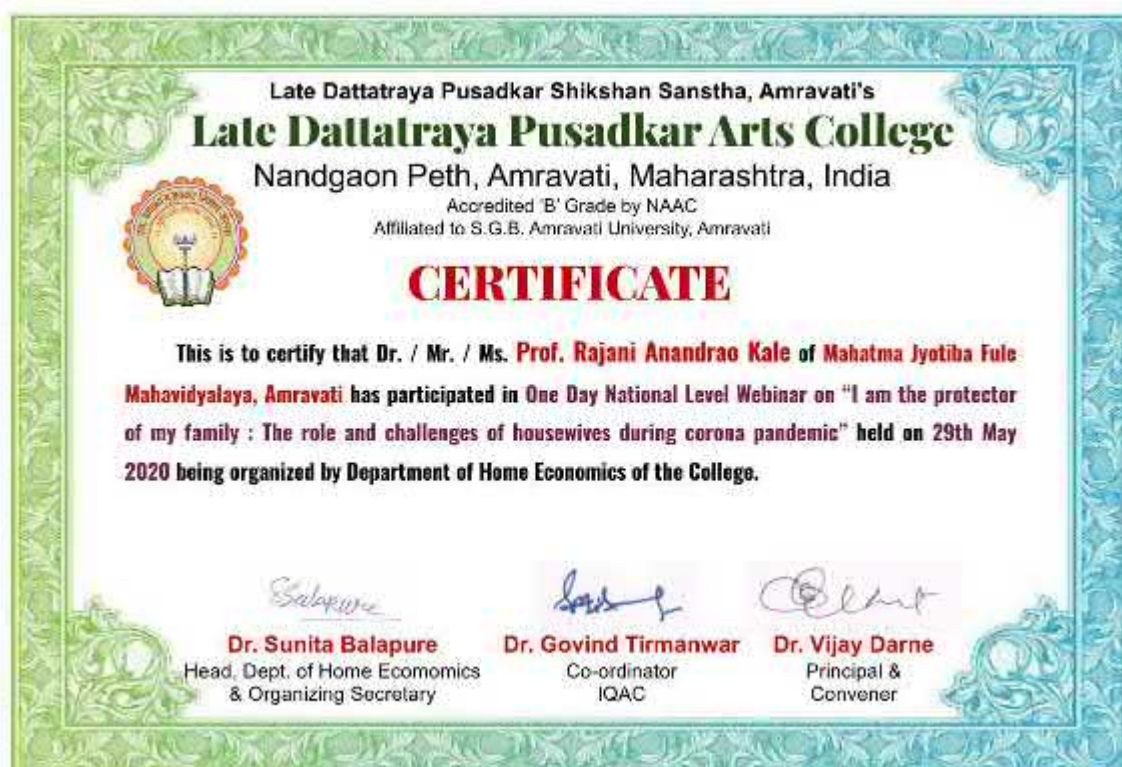 Late Dattatraya Pusadkar Shikshan Sanstha, Amravati's
Late Dattatraya Pusadkar Arts College
Nandgaon Peth, Amravati, Maharashtra, India
Accredited 'B' Grade by NAAC
Affiliated to S.G.B. Amravati University, Amravati
CERTIFICATE
This is to certify that Dr. / Mr. / Ms. Prof. Rajani Anandrao Kale of Mahatma Jyotiba Fule
Mahavidyalaya, Amravati has participated in One Day National Level Webinar on “I am the protector
of my family : The role and challenges of housewives during corona pandemic” held on 29th May
2020 being organized by Department of Home Economics of the College.
SBalapure
Dr. Sunita Balapure
Head, Dept. of Home Ecomomics
& Organizing Secretary
Dr. Govind Tirmanwar
Co-ordinator
IQAC
Dr. Vijay Darne
Principal &
Convener